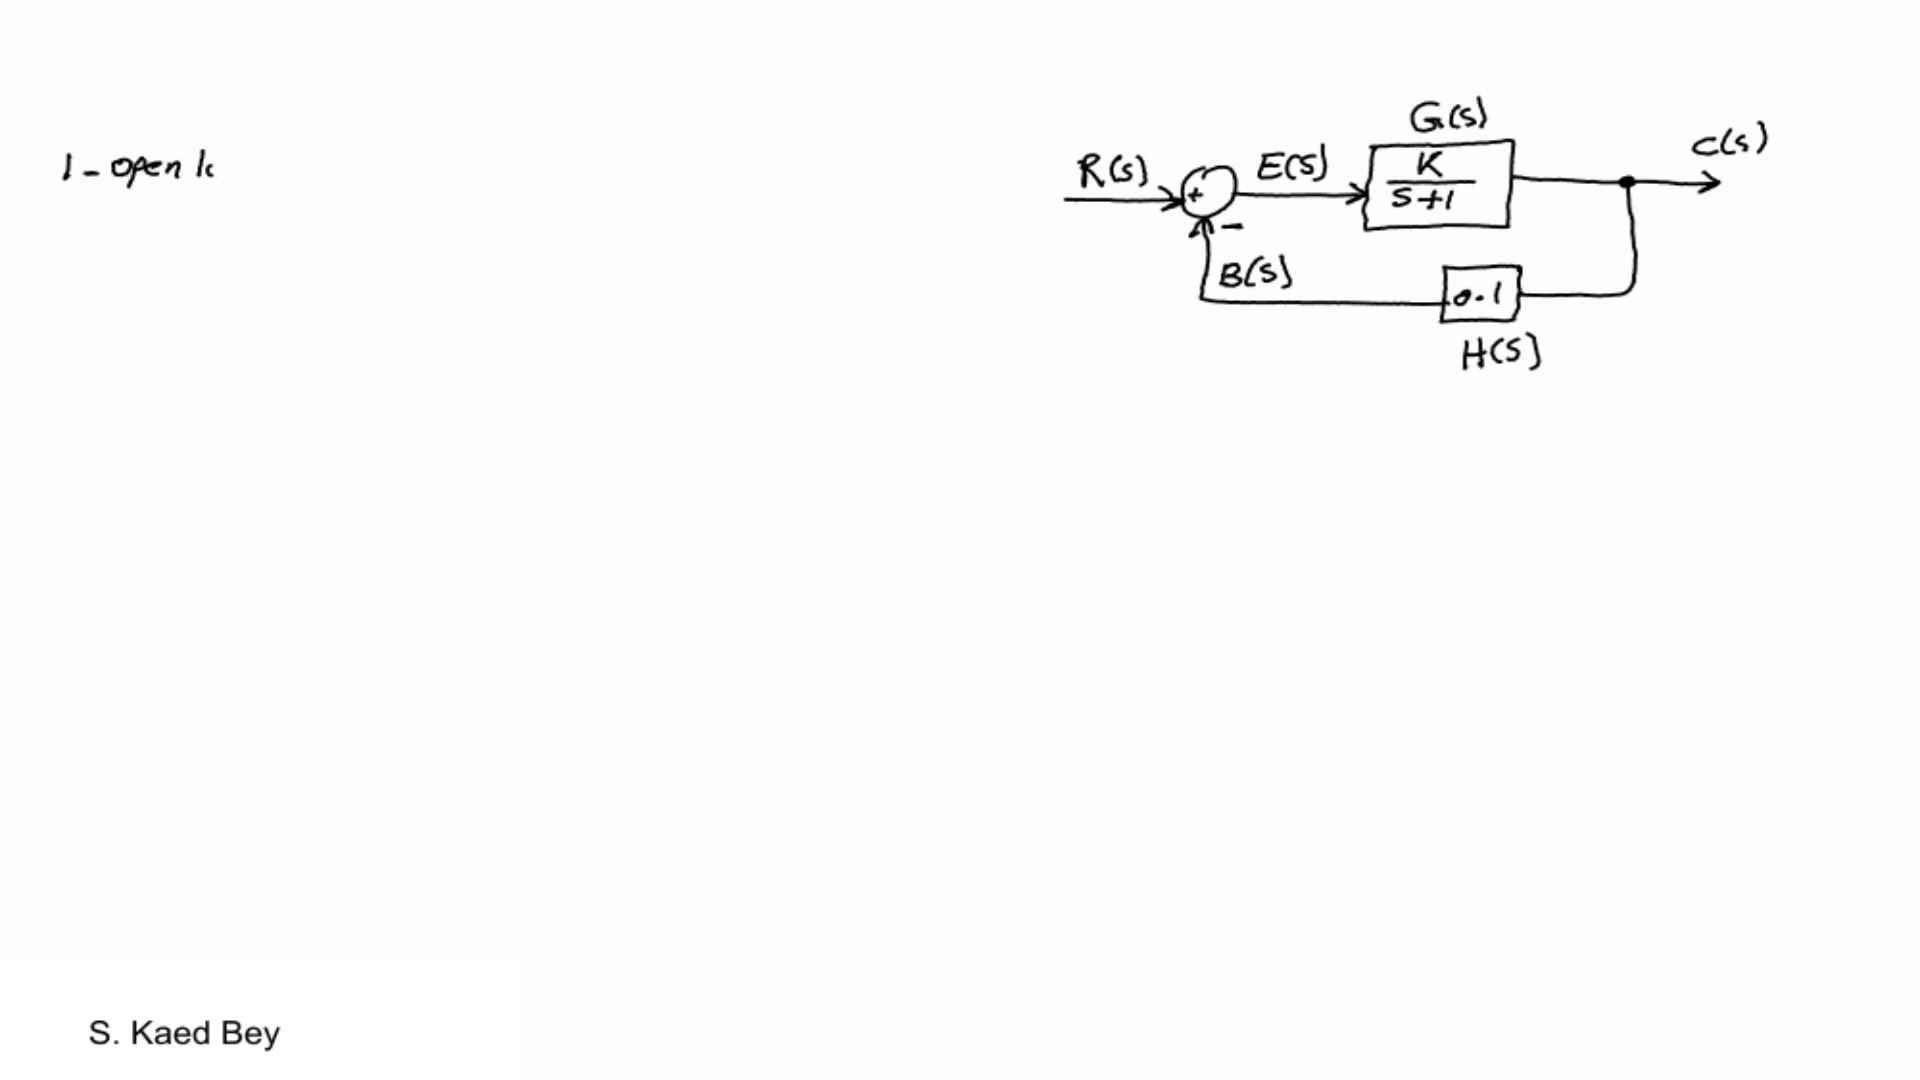 1 - open
G(s)
R(s)
+
-
E(s)
K
s+1
C(s)
B(s)
0.1
H(s)
S. Kaed Bey